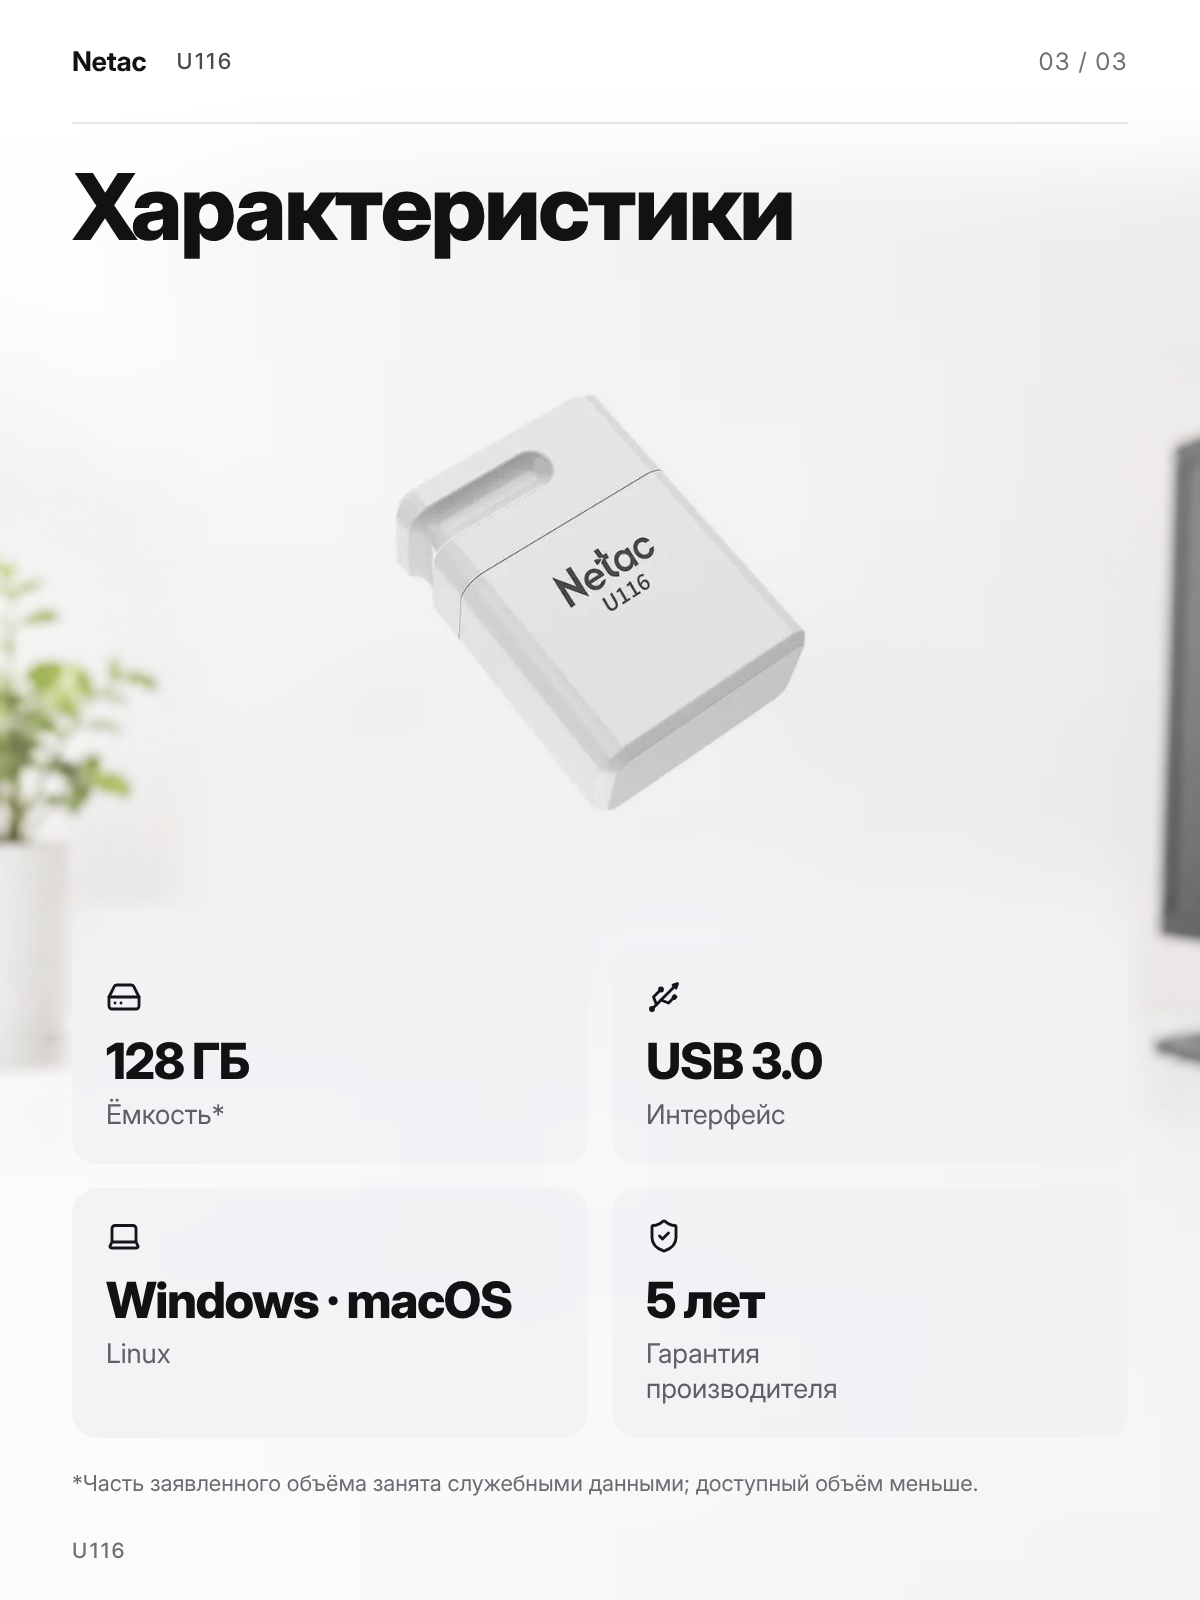 Netac U116 03 / 03
Характеристики
Netac
U116
128 ГБ
Ёмкость*
USB 3.0
Интерфейс
Windows · macOS
Linux
5 лет
Гарантия
производителя
*Часть заявленного объёма занята служебными данными; доступный объём меньше.
U116